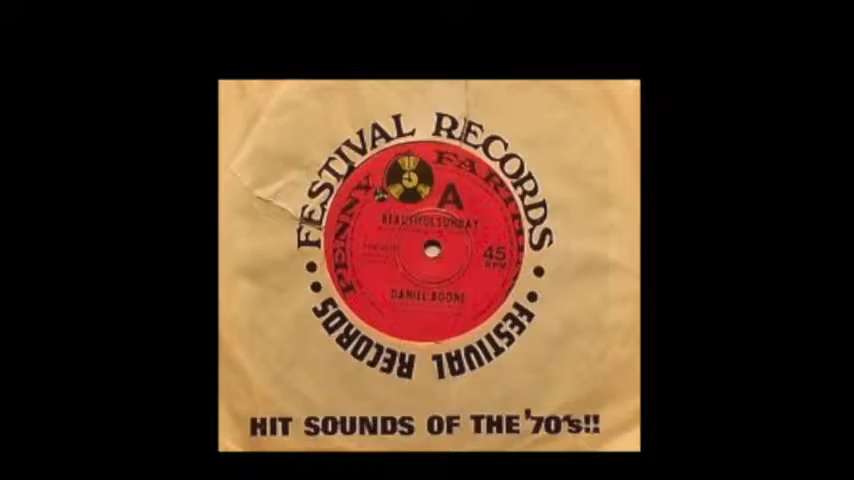 FESTIVAL RECORDS
PENNY FARTHING
A
BEAUTIFUL SUNDAY
45
RPM
DANIEL BOONE
FESTIVAL RECORDS
HIT SOUNDS OF THE '70's!!